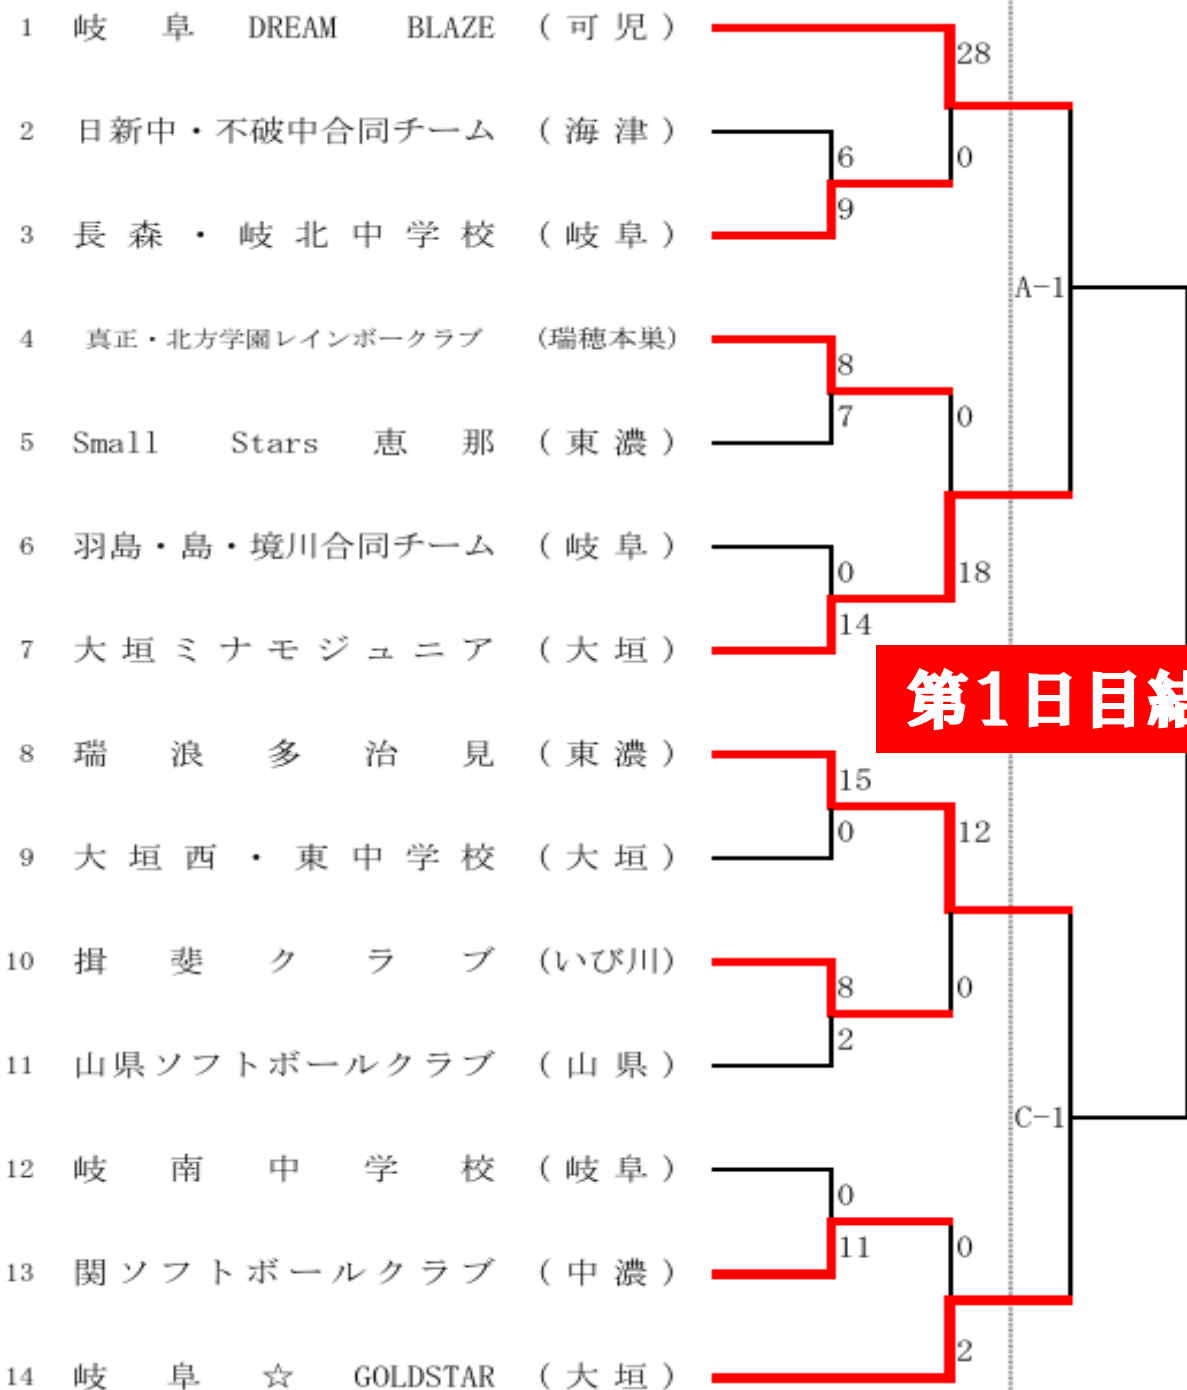 1 岐阜 DREAM BLAZE (可児)
28
2 日新中・不破中合同チーム (海津)
6
0
9
3 長森・岐北中学校 (岐阜)
A-1
4 真正・北方学園レインボークラブ (瑞穂本巣)
8
7
0
5 Small Stars 恵那 (東濃)
6 羽島・島・境川合同チーム (岐阜)
0
18
14
7 大垣ミナモジュニア (大垣)
第1日目結
8 瑞浪多治見 (東濃)
15
0
12
9 大垣西・東中学校 (大垣)
10 揖斐クラブ (いび川)
8
0
2
11 山県ソフトボールクラブ (山県)
C-1
12 岐南中学校 (岐阜)
0
11
0
13 関ソフトボールクラブ (中濃)
2
14 岐阜☆GOLDSTAR (大垣)